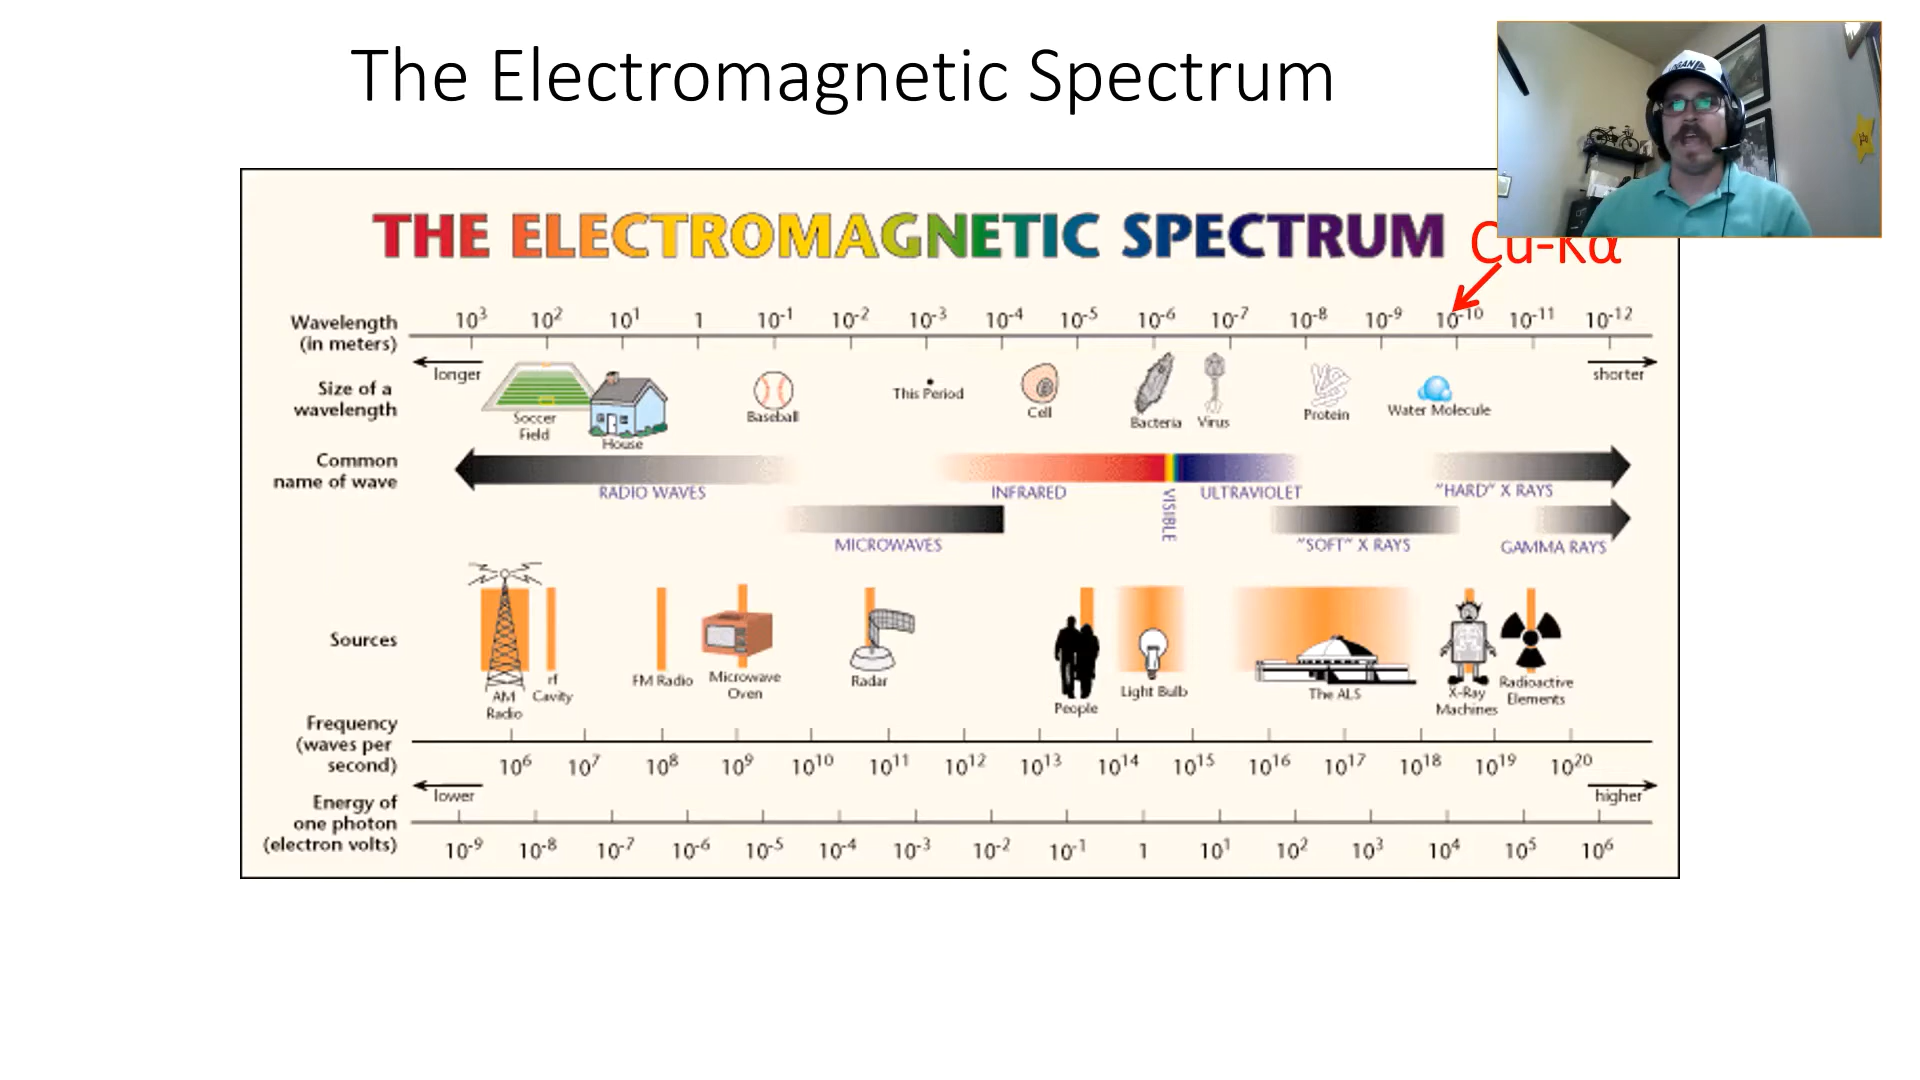 The Electromagnetic Spectrum
THE ELECTROMAGNETIC SPECTRUM
Cu-Kα
Wavelength
(in meters)
10³ 10² 10¹ 1 10⁻¹ 10⁻² 10⁻³ 10⁻⁴ 10⁻⁵ 10⁻⁶ 10⁻⁷ 10⁻⁸ 10⁻⁹ 10⁻¹⁰ 10⁻¹¹ 10⁻¹²
longer
shorter
Size of a
wavelength
Soccer
Field
House
Baseball
This Period
Cell
Bacteria
Virus
Protein
Water Molecule
Common
name of wave
RADIO WAVES
INFRARED
VISIBLE
ULTRAVIOLET
"HARD" X RAYS
MICROWAVES
"SOFT" X RAYS
GAMMA RAYS
Sources
AM
Radio
rf
Cavity
FM Radio
Microwave
Oven
Radar
People
Light Bulb
The ALS
X-Ray
Machines
Radioactive
Elements
Frequency
(waves per
second)
10⁶ 10⁷ 10⁸ 10⁹ 10¹⁰ 10¹¹ 10¹² 10¹³ 10¹⁴ 10¹⁵ 10¹⁶ 10¹⁷ 10¹⁸ 10¹⁹ 10²⁰
lower
higher
Energy of
one photon
(electron volts)
10⁻⁹ 10⁻⁸ 10⁻⁷ 10⁻⁶ 10⁻⁵ 10⁻⁴ 10⁻³ 10⁻² 10⁻¹ 1 10¹ 10² 10³ 10⁴ 10⁵ 10⁶